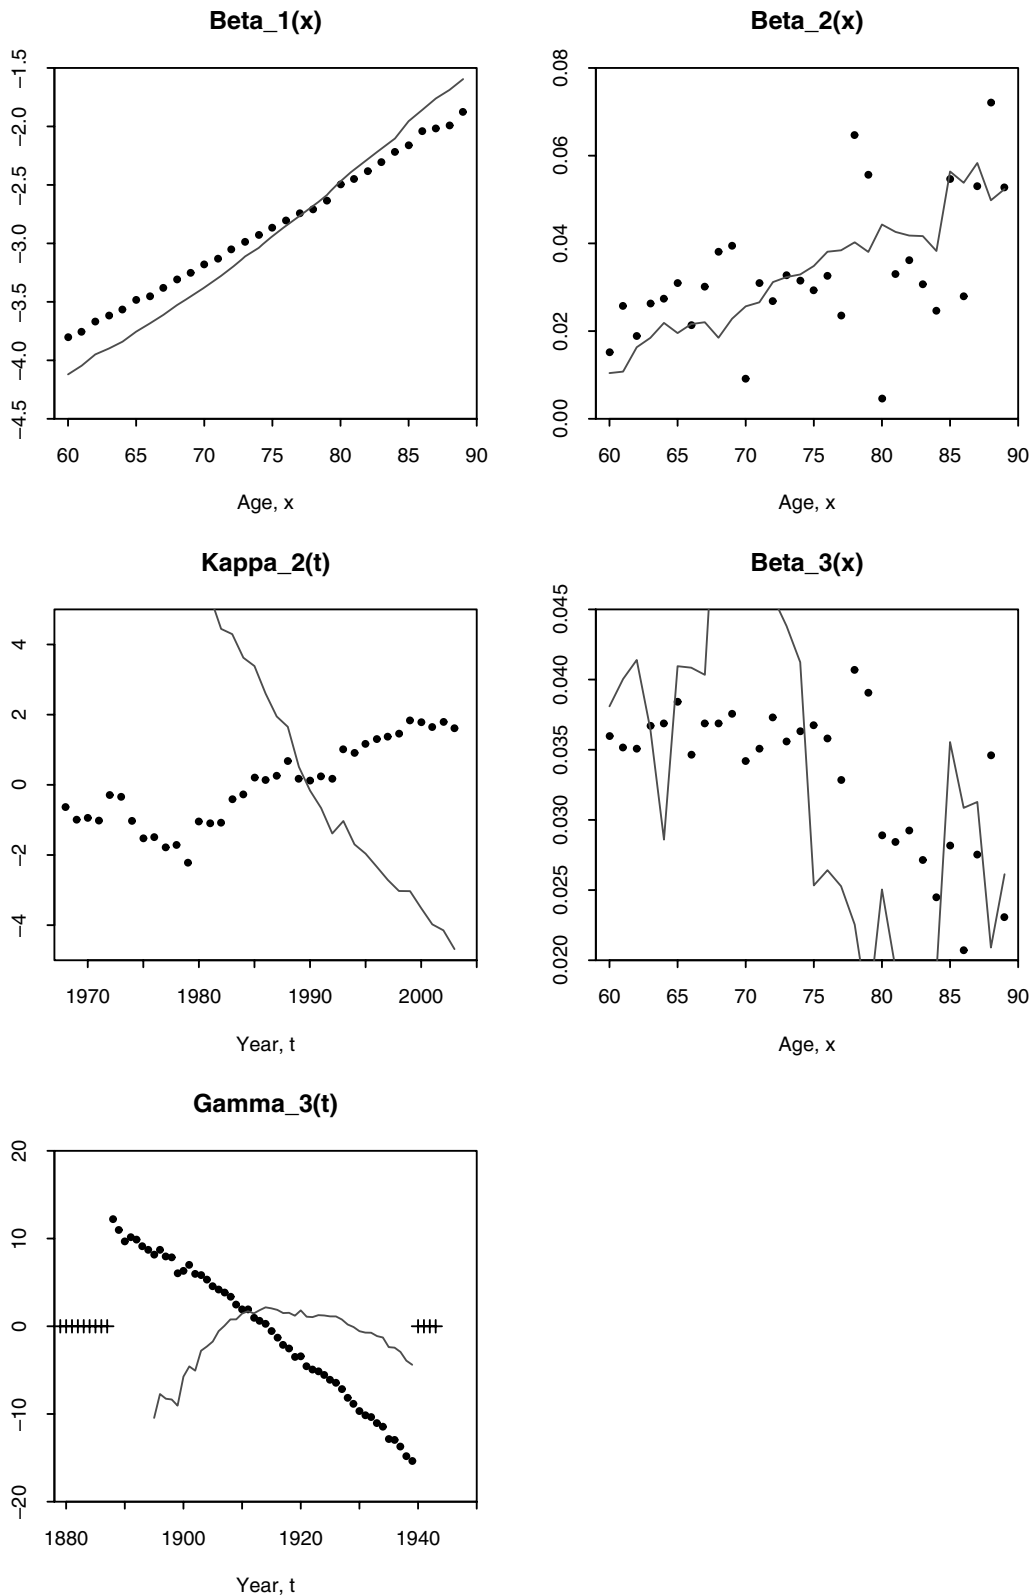 Beta_1(x)
−4.5 −4.0 −3.5 −3.0 −2.5 −2.0 −1.5
60 65 70 75 80 85 90
Age, x
Beta_2(x)
0.00 0.02 0.04 0.06 0.08
60 65 70 75 80 85 90
Age, x
Kappa_2(t)
−4 −2 0 2 4
1970 1980 1990 2000
Year, t
Beta_3(x)
0.020 0.025 0.030 0.035 0.040 0.045
60 65 70 75 80 85 90
Age, x
Gamma_3(t)
−20 −10 0 10 20
1880 1900 1920 1940
Year, t